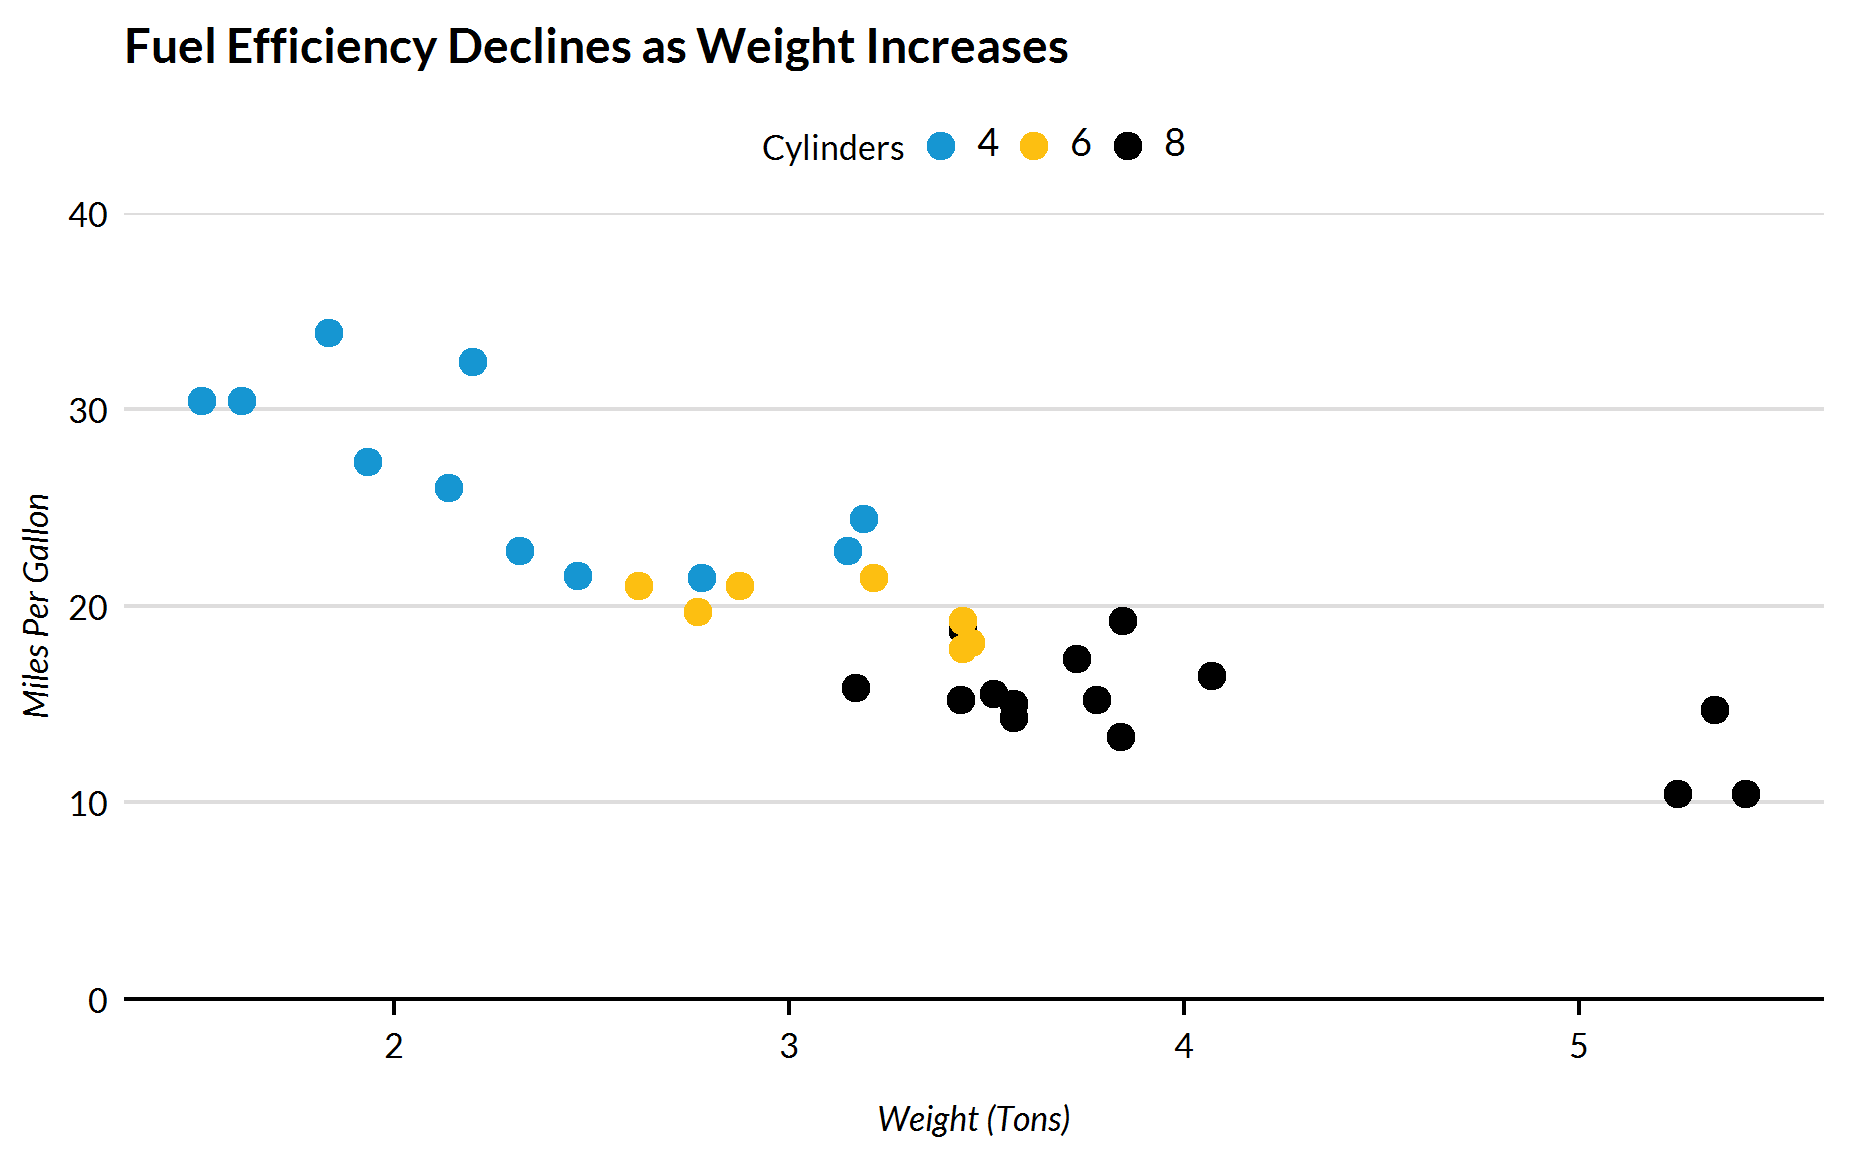 Fuel Efficiency Declines as Weight Increases
Cylinders 4 6 8
40
30
20
10
0
Miles Per Gallon
2 3 4 5
Weight (Tons)